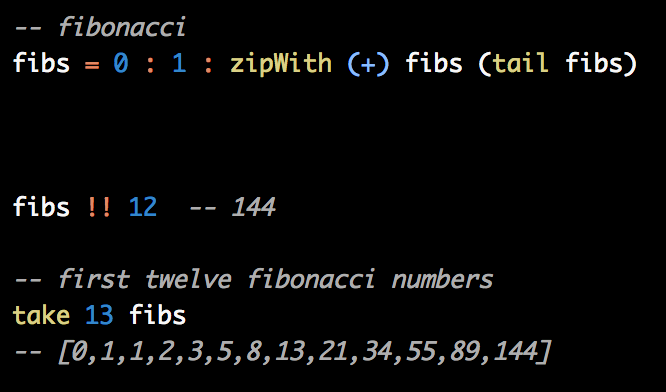 -- fibonacci
fibs = 0 : 1 : zipWith (+) fibs (tail fibs)
fibs !! 12  -- 144
-- first twelve fibonacci numbers
take 13 fibs
-- [0,1,1,2,3,5,8,13,21,34,55,89,144]